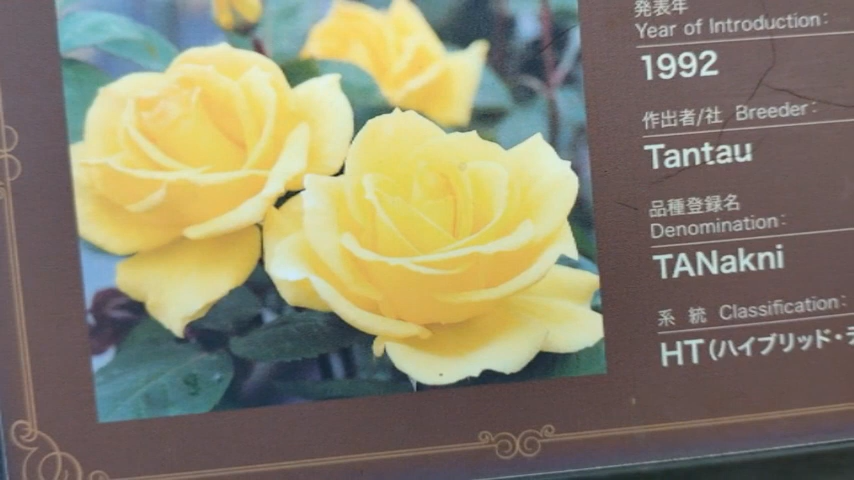 発表年
Year of Introduction:
1992
作出者/社 Breeder:
Tantau
品種登録名
Denomination:
TANakni
系 統 Classification:
HT(ハイブリッド・